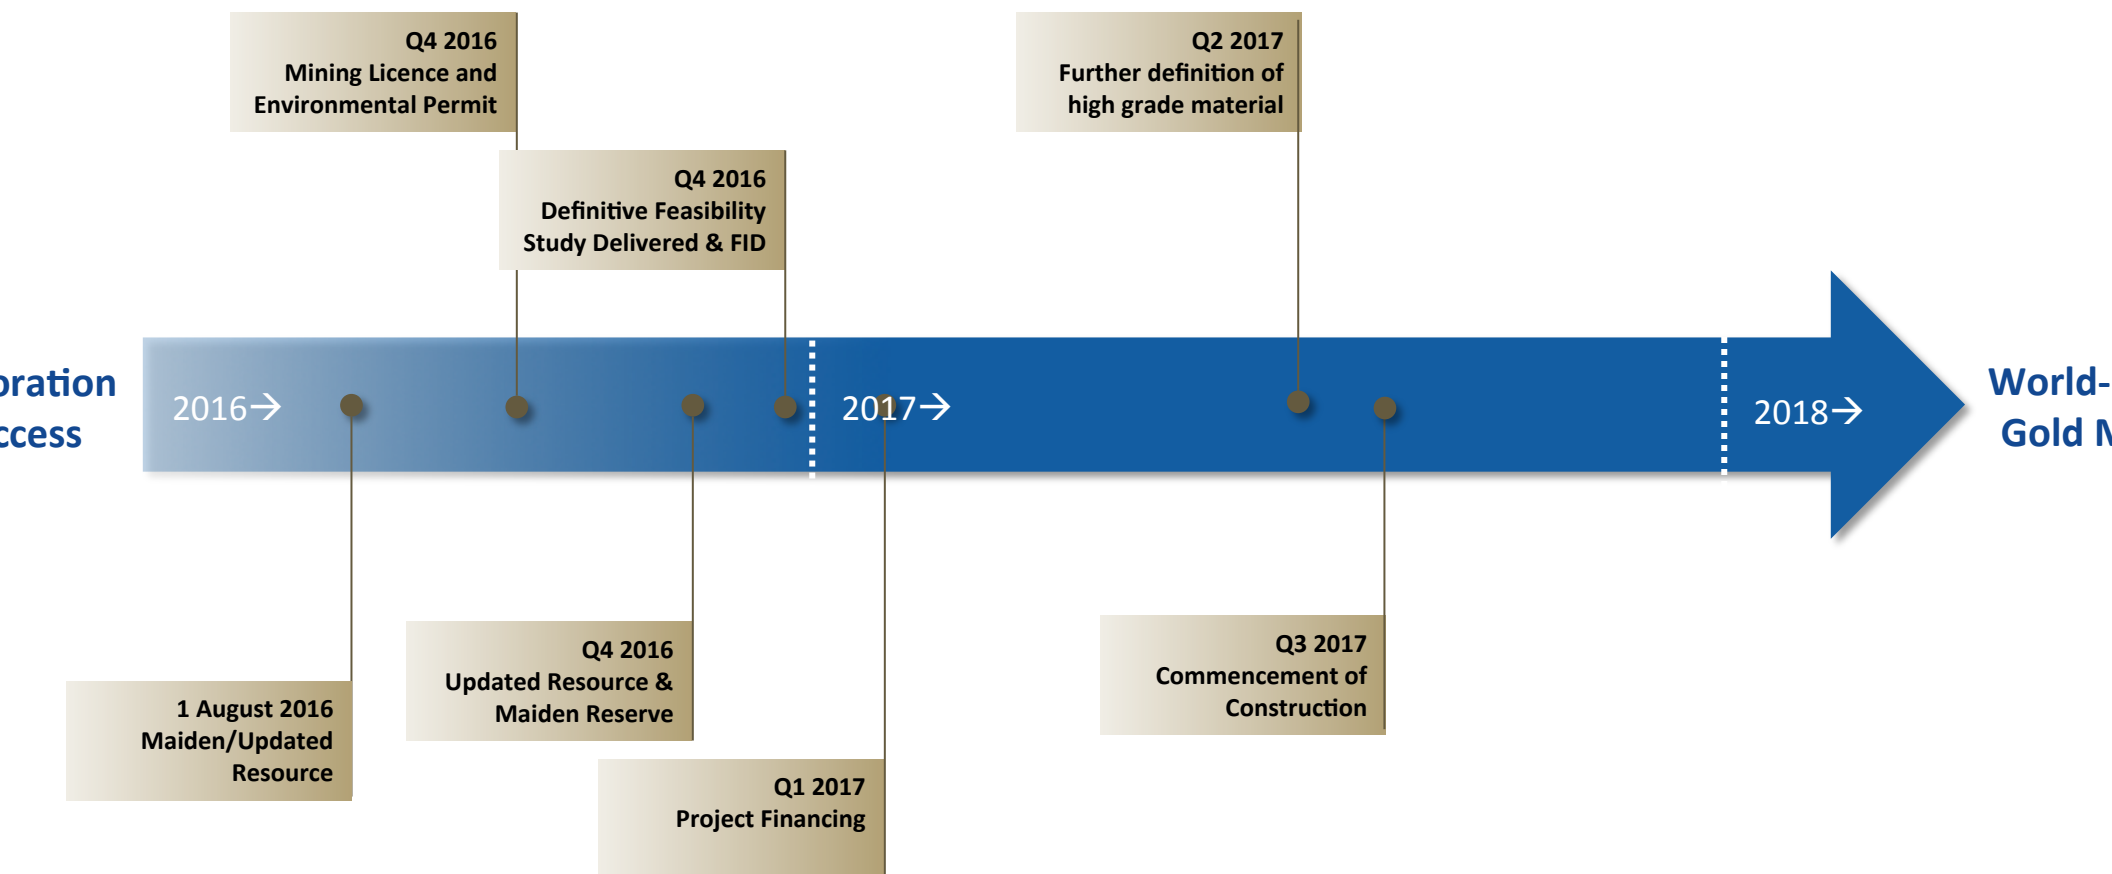 Q4 2016
Mining Licence and
Environmental Permit
Q2 2017
Further definition of
high grade material
Q4 2016
Definitive Feasibility
Study Delivered & FID
2016→
2017→
2018→
World-
Gold
Q4 2016
Updated Resource &
Maiden Reserve
Q3 2017
Commencement of
Construction
1 August 2016
Maiden/Updated
Resource
Q1 2017
Project Financing